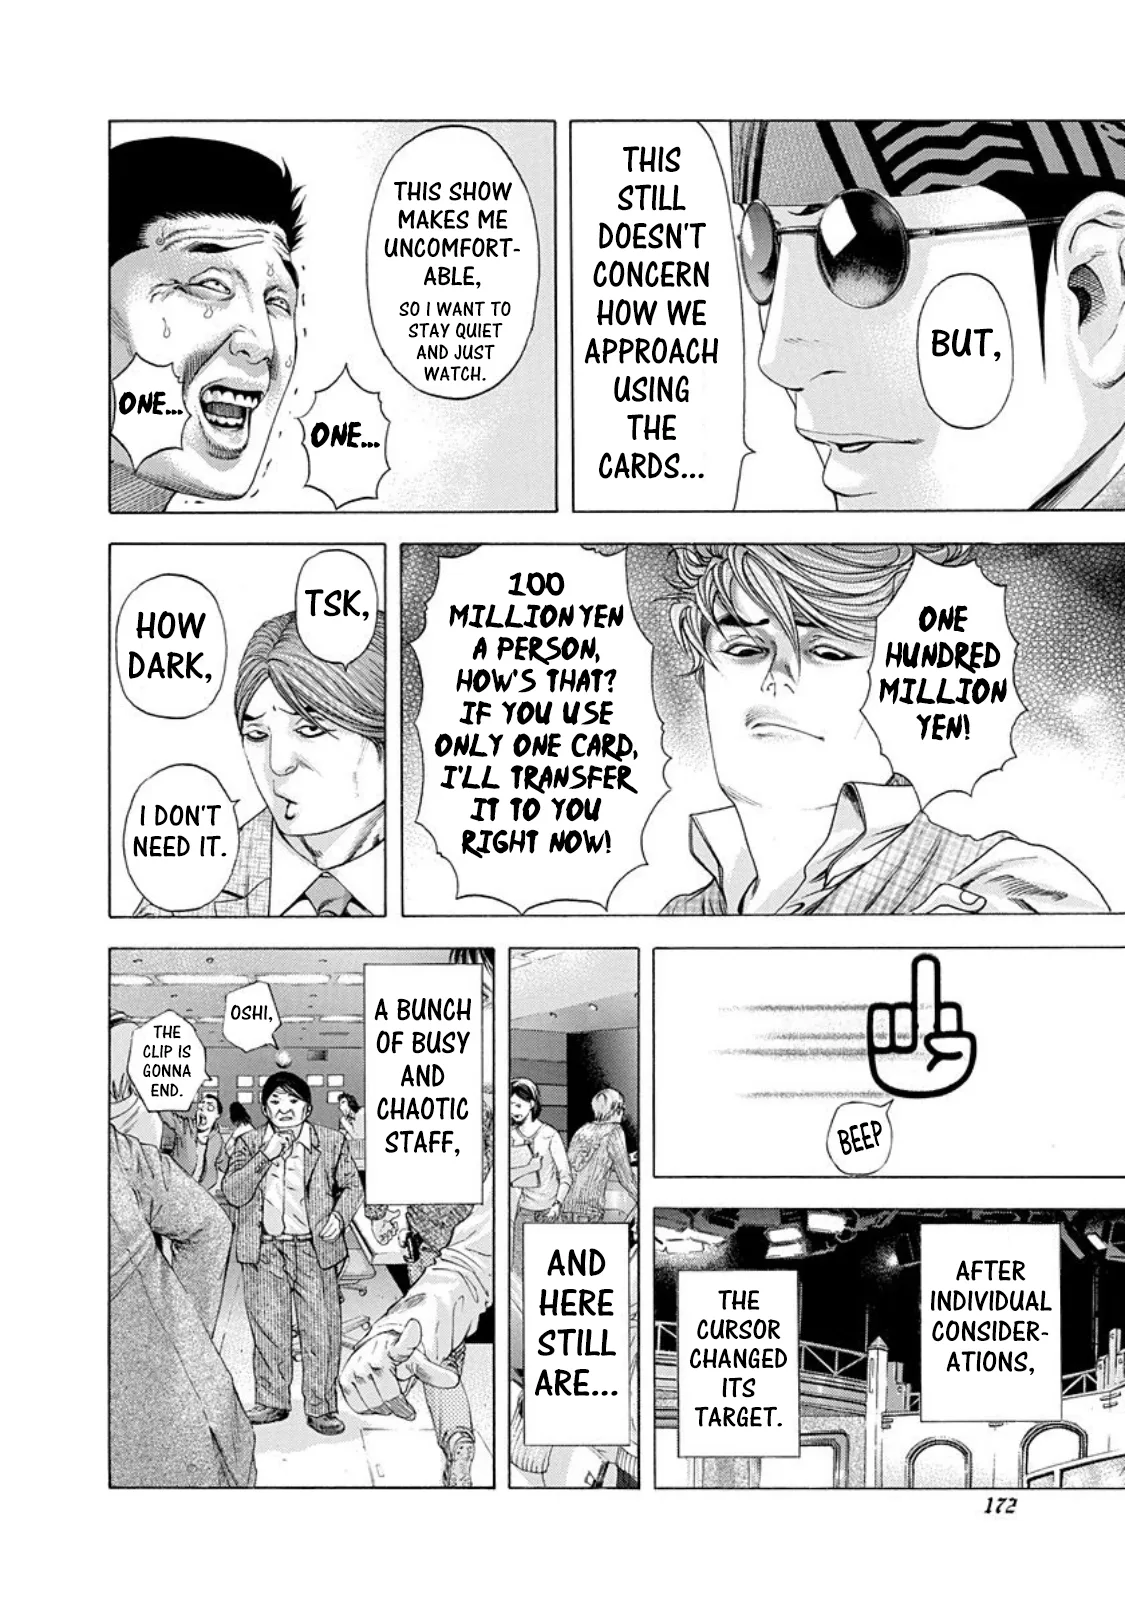 BUT,
THIS
STILL
DOESN'T
CONCERN
HOW WE
APPROACH
USING
THE
CARDS...
THIS SHOW
MAKES ME
UNCOMFORT-
ABLE,
SO I WANT TO
STAY QUIET
AND JUST
WATCH.
ONE...
ONE...
ONE
HUNDRED
MILLION
YEN!
100
MILLION YEN
A PERSON,
HOW'S THAT?
IF YOU USE
ONLY ONE CARD,
I'LL TRANSFER
IT TO YOU
RIGHT NOW!
TSK,
HOW
DARK,
I DON'T
NEED IT.
BEEP
AFTER
INDIVIDUAL
CONSIDER-
ATIONS,
THE
CURSOR
CHANGED
ITS
TARGET.
AND
HERE
STILL
ARE...
A BUNCH
OF BUSY
AND
CHAOTIC
STAFF,
OSHI,
THE
CLIP IS
GONNA
END.
172